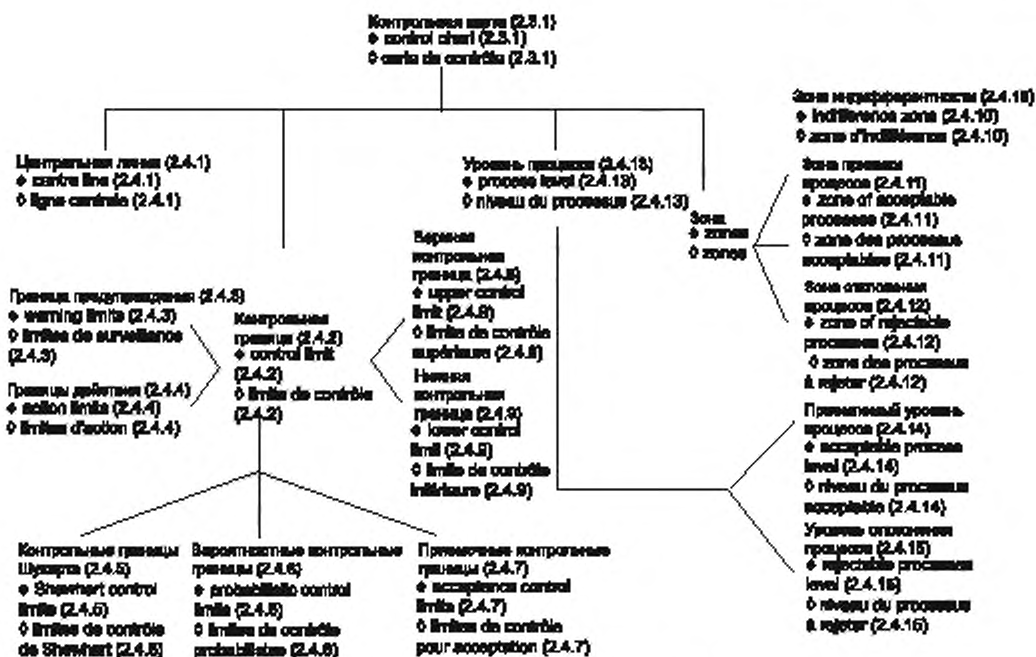 Контрольная карта (2.3.1)
♦ control chart (2.3.1)
◊ carte de contrôle (2.3.1)
Центральная линия (2.4.1)
♦ centre line (2.4.1)
◊ ligne centrale (2.4.1)
Уровень процесса (2.4.13)
♦ process level (2.4.13)
◊ niveau du processus (2.4.13)
Зона
♦ zones
◊ zones
Зона индифферентности (2.4.10)
♦ indifference zone (2.4.10)
◊ zone d'indifférence (2.4.10)
Зона приемки
процесса (2.4.11)
♦ zone of acceptable
processes (2.4.11)
◊ zone des processus
acceptables (2.4.11)
Зона отклонения
процесса (2.4.12)
♦ zone of rejectable
processes (2.4.12)
◊ zone des processus
à rejeter (2.4.12)
Граница предупреждения (2.4.3)
♦ warning limits (2.4.3)
◊ limites de surveillance
(2.4.3)
Границы действия (2.4.4)
♦ action limits (2.4.4)
◊ limites d'action (2.4.4)
Контрольная
граница (2.4.2)
♦ control limit
(2.4.2)
◊ limite de contrôle
(2.4.2)
Верхняя
контрольная
граница (2.4.8)
♦ upper control
limit (2.4.8)
◊ limite de contrôle
supérieure (2.4.8)
Нижняя
контрольная
граница (2.4.9)
♦ lower control
limit (2.4.9)
◊ limite de contrôle
inférieure (2.4.9)
Приемлемый уровень
процесса (2.4.14)
♦ acceptable process
level (2.4.14)
◊ niveau du processus
acceptable (2.4.14)
Уровень отклонения
процесса (2.4.15)
♦ rejectable process
level (2.4.15)
◊ niveau du processus
à rejeter (2.4.15)
Контрольные границы
Шухарта (2.4.5)
♦ Shewhart control
limits (2.4.5)
◊ limites de contrôle
de Shewhart (2.4.5)
Вероятностные контрольные
границы (2.4.6)
♦ probabilistic control
limits (2.4.6)
◊ limites de contrôle
probabilistes (2.4.6)
Приемочные контрольные
границы (2.4.7)
♦ acceptance control
limits (2.4.7)
◊ limites de contrôle
pour acceptation (2.4.7)